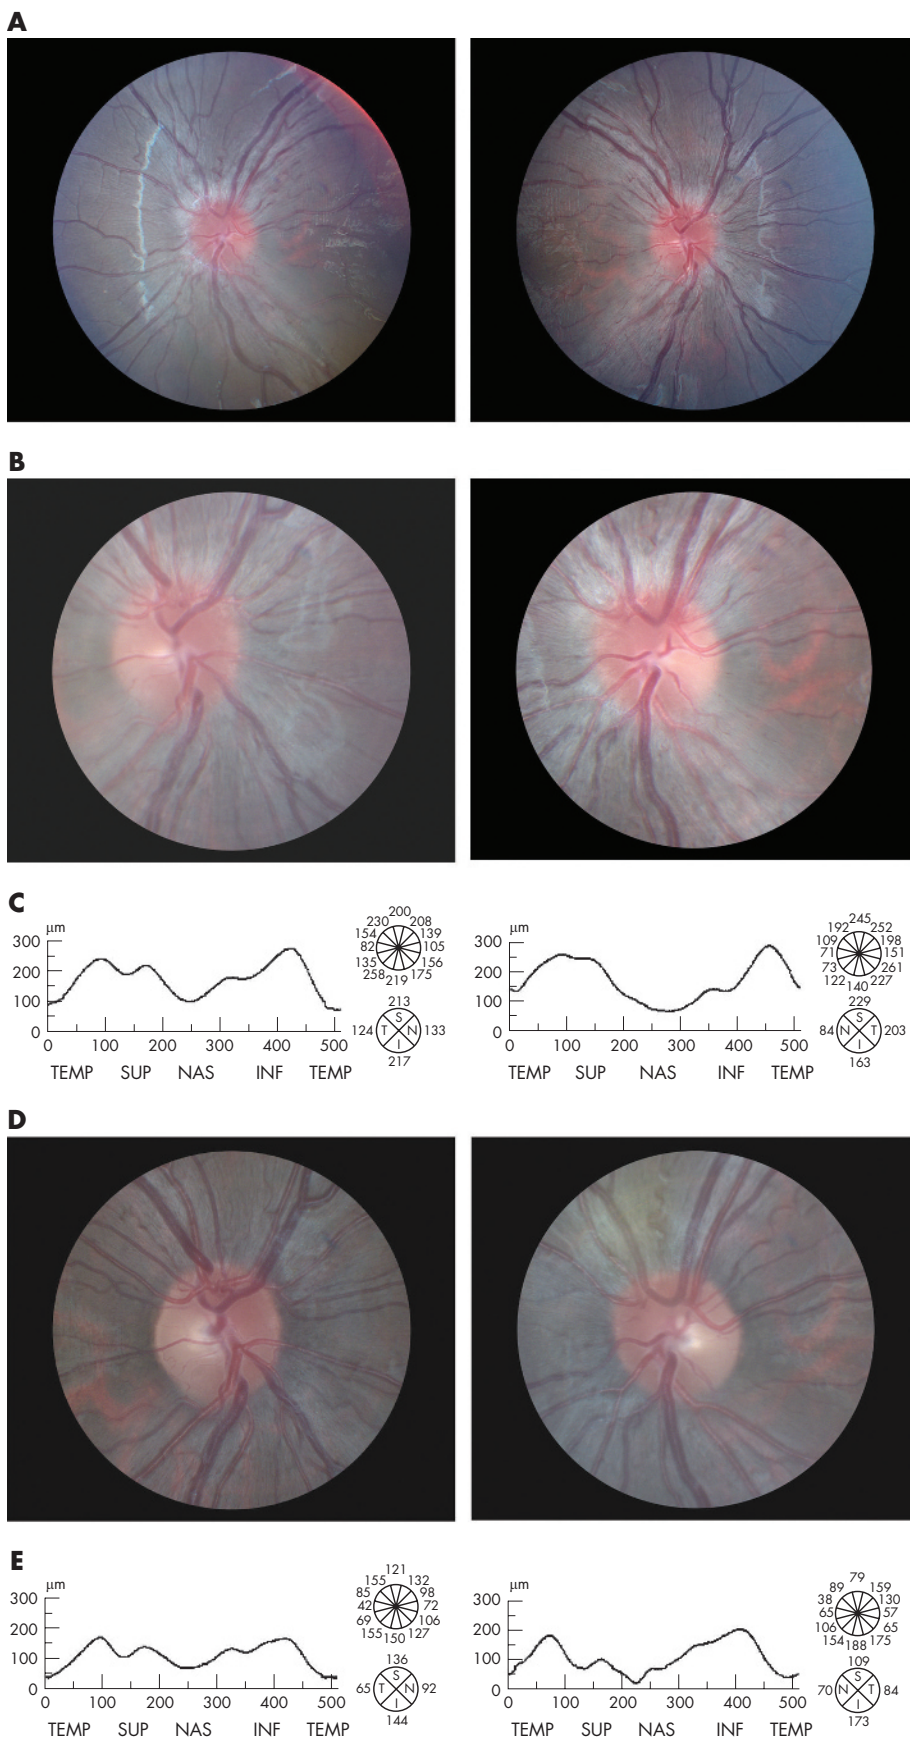 A
B
C
μm
300
200
100
0
0 100 200 300 400 500
TEMP SUP NAS INF TEMP
200
230 208
154 139
82 105
135 156
258 175
219
213
S
124 T N 133
I
217
μm
300
200
100
0
0 100 200 300 400 500
TEMP SUP NAS INF TEMP
245
192 252
109 198
71 151
73 261
122 227
140
229
S
84 N T 203
I
163
D
E
μm
300
200
100
0
0 100 200 300 400 500
TEMP SUP NAS INF TEMP
121
155 132
85 98
42 72
69 106
155 127
150
136
S
65 T N 92
I
144
μm
300
200
100
0
0 100 200 300 400 500
TEMP SUP NAS INF TEMP
79
89 159
38 130
65 57
106 65
154 175
188
109
S
70 N T 84
I
173